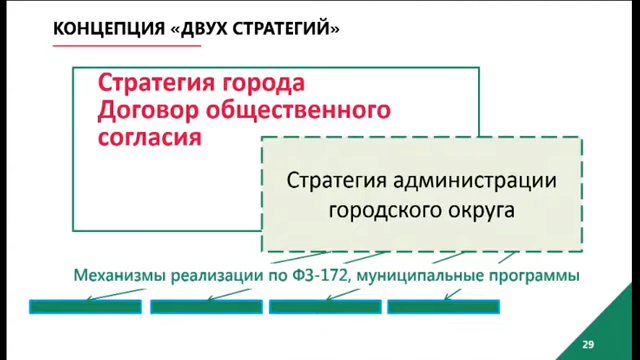 КОНЦЕПЦИЯ «ДВУХ СТРАТЕГИЙ»
Стратегия города
Договор общественного
согласия
Стратегия администрации
городского округа
Механизмы реализации по ФЗ-172, муниципальные программы
29